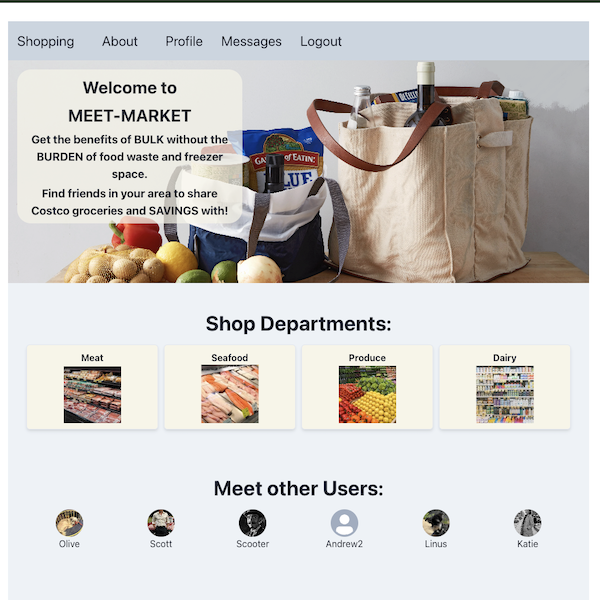 Shopping About Profile Messages Logout
Welcome to
MEET-MARKET
Get the benefits of BULK without the
BURDEN of food waste and freezer
space.
Find friends in your area to share
Costco groceries and SAVINGS with!
GARDEN of EATIN'
BLUE
Shop Departments:
Meat Seafood Produce Dairy
Meet other Users:
Olive Scott Scooter Andrew2 Linus Katie